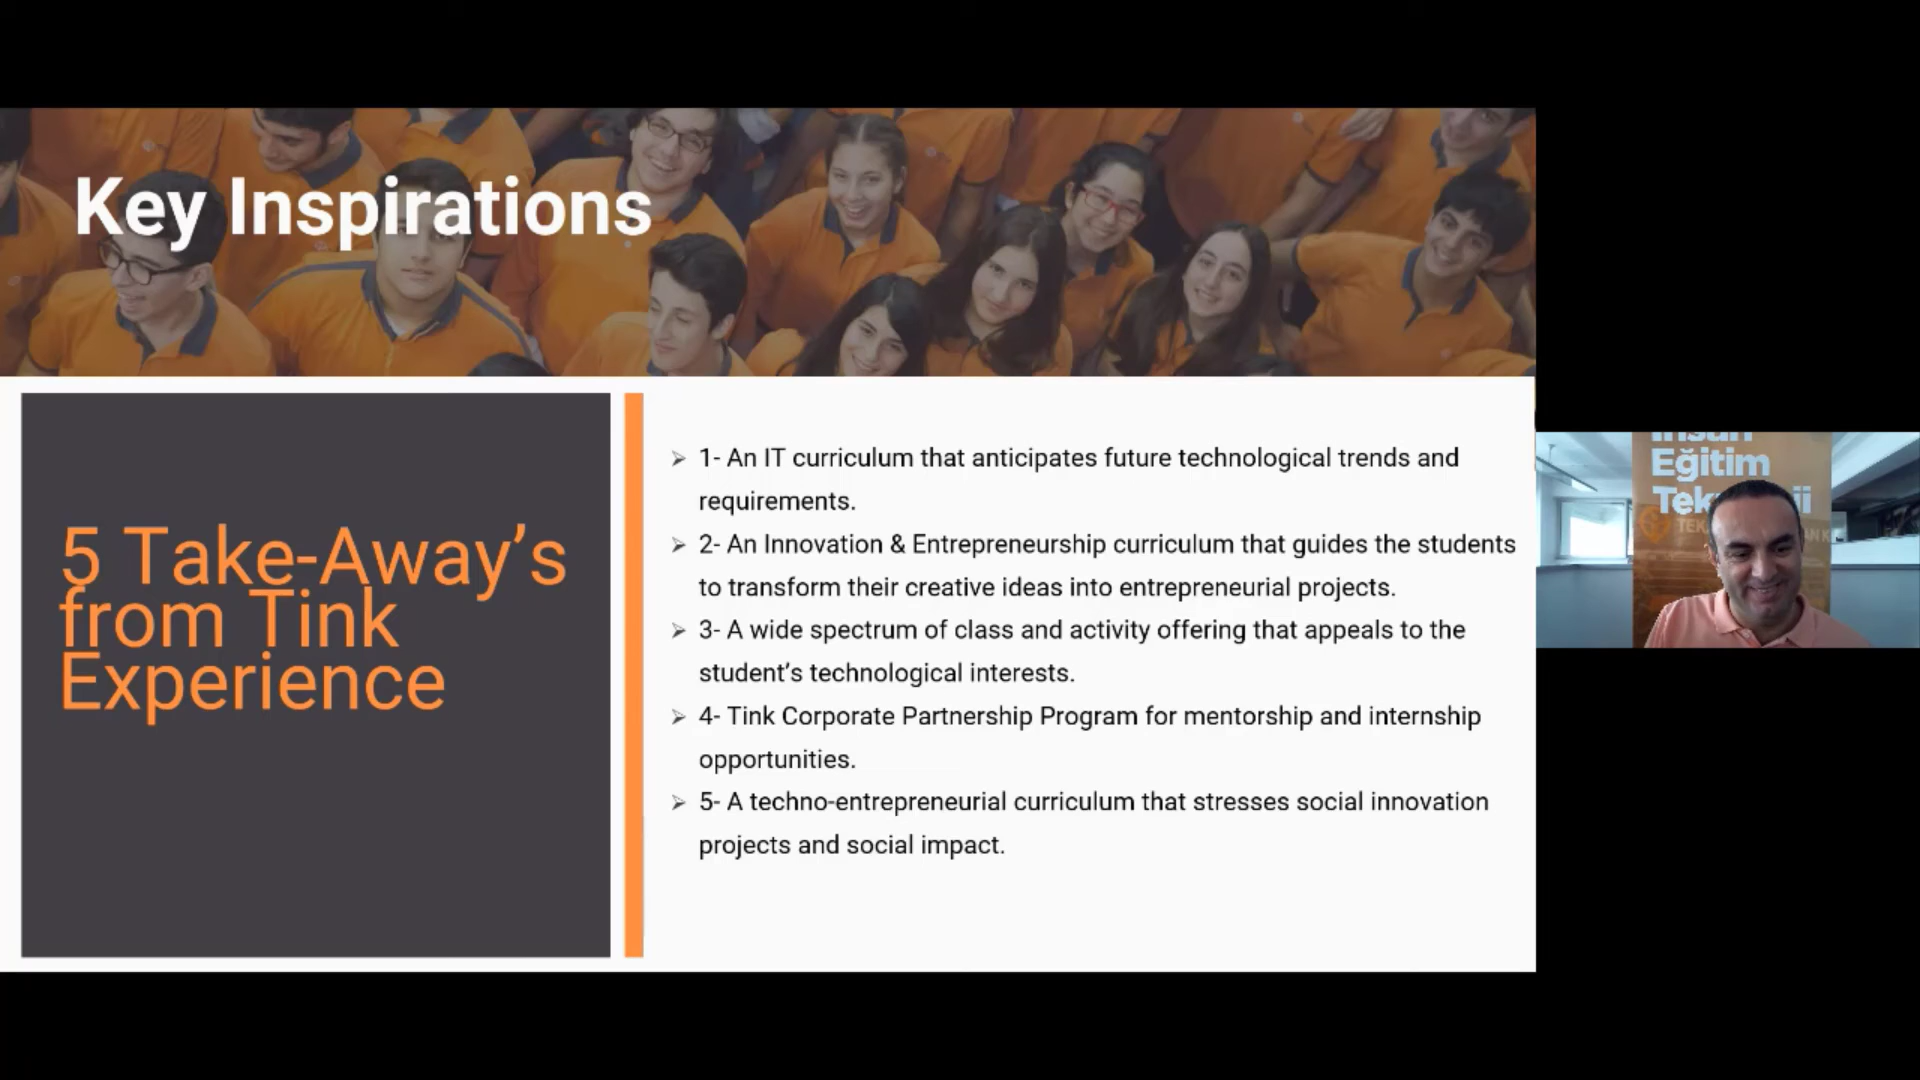 Key Inspirations
5 Take-Away’s
from Tink
Experience
➢ 1- An IT curriculum that anticipates future technological trends and
requirements.
➢ 2- An Innovation & Entrepreneurship curriculum that guides the students
to transform their creative ideas into entrepreneurial projects.
➢ 3- A wide spectrum of class and activity offering that appeals to the
student’s technological interests.
➢ 4- Tink Corporate Partnership Program for mentorship and internship
opportunities.
➢ 5- A techno-entrepreneurial curriculum that stresses social innovation
projects and social impact.
Eğitim